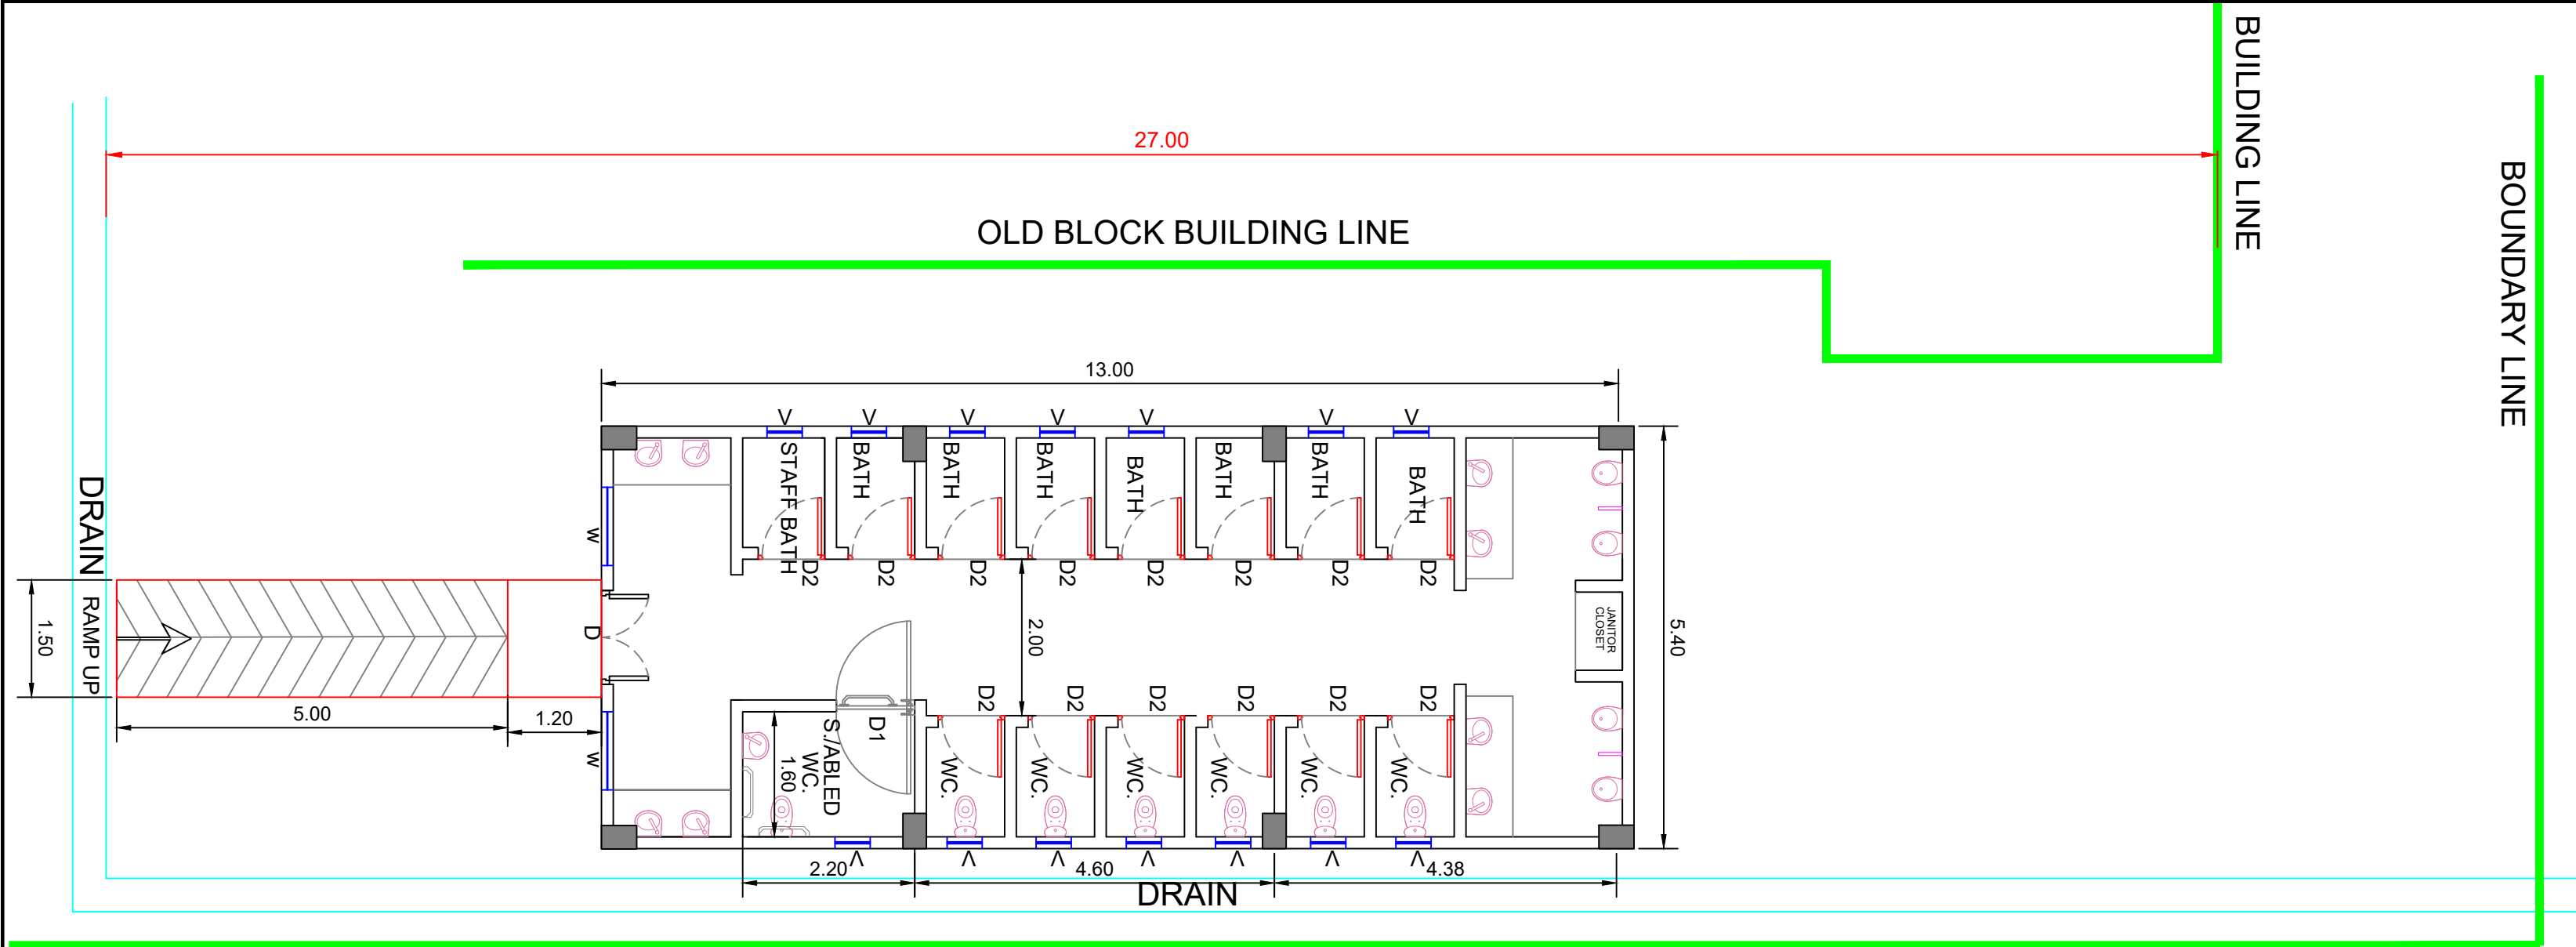 BUILDING LINE
27.00
BOUNDARY LINE
OLD BLOCK BUILDING LINE
13.00
V
V
V
V
V
V
V
STAFF BATH
BATH
BATH
BATH
BATH
BATH
BATH
BATH
DRAIN
W
D2
D2
D2
D2
D2
D2
D2
D2
1.50
RAMP UP
D
2.00
JANITOR
CLOSET
5.40
5.00
1.20
W
D1
S./ABLED
WC.
1.60
D2
D2
D2
D2
D2
D2
WC.
WC.
WC.
WC.
WC.
WC.
V
V
V
V
V
V
V
2.20
4.60
4.38
DRAIN